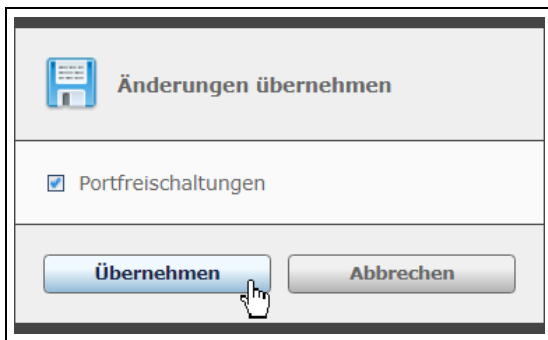 Änderungen übernehmen
Portfreischaltungen
Übernehmen Abbrechen